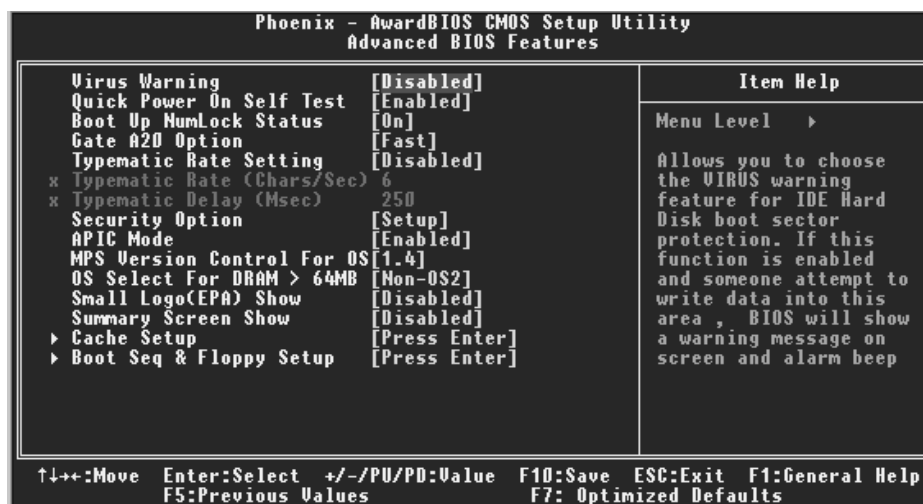 Phoenix - AwardBIOS CMOS Setup Utility
Advanced BIOS Features
Virus Warning [Disabled]
Quick Power On Self Test [Enabled]
Boot Up NumLock Status [On]
Gate A20 Option [Fast]
Typematic Rate Setting [Disabled]
x Typematic Rate (Chars/Sec) 6
x Typematic Delay (Msec) 250
Security Option [Setup]
APIC Mode [Enabled]
MPS Version Control For OS[1.4]
OS Select For DRAM > 64MB [Non-OS2]
Small Logo(EPA) Show [Disabled]
Summary Screen Show [Disabled]
Cache Setup [Press Enter]
Boot Seq & Floppy Setup [Press Enter]
Item Help
Menu Level
Allows you to choose
the VIRUS warning
feature for IDE Hard
Disk boot sector
protection. If this
function is enabled
and someone attempt to
write data into this
area , BIOS will show
a warning message on
screen and alarm beep
↑↓→←:Move Enter:Select +/-/PU/PD:Value F10:Save ESC:Exit F1:General Help
F5:Previous Values F7: Optimized Defaults